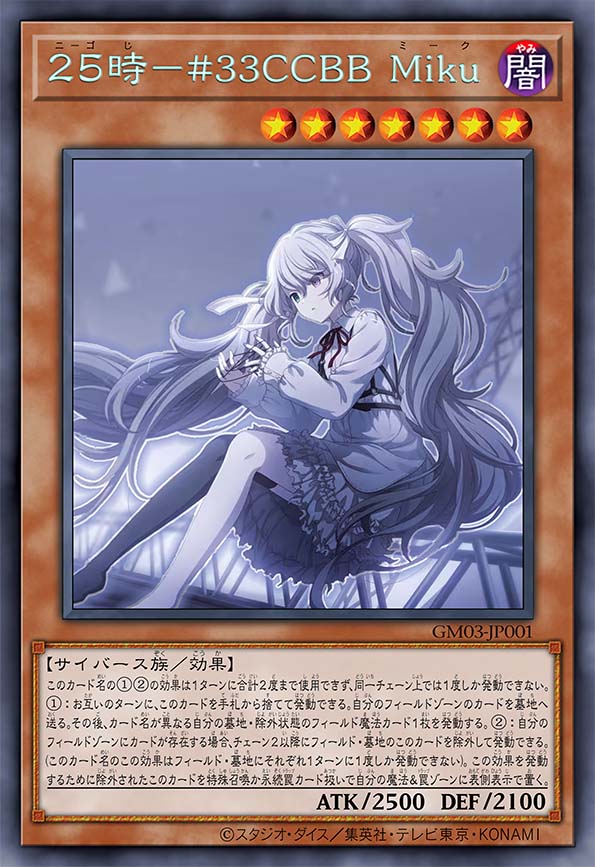 ニーゴ じ ミーク
25時－#33CCBB Miku
やみ
闇
GM03-JP001
【サイバース族／効果】
このカード名の①②の効果は1ターンに合計2度まで使用できず、同一チェーン上では1度しか発動できない。
①：お互いのターンに、このカードを手札から捨てて発動できる。自分のフィールドゾーンのカードを墓地へ
送る。その後、カード名が異なる自分の墓地・除外状態のフィールド魔法カード1枚を発動する。②：自分の
フィールドゾーンにカードが存在する場合、チェーン2以降にフィールド・墓地のこのカードを除外して発動できる。
(このカード名のこの効果はフィールド・墓地にそれぞれ1ターンに1度しか発動できない)。この効果を発動
するために除外されたこのカードを特殊召喚か永続罠カード扱いで自分の魔法&罠ゾーンに表側表示で置く。
ATK/2500 DEF/2100
©スタジオ・ダイス／集英社・テレビ東京・KONAMI